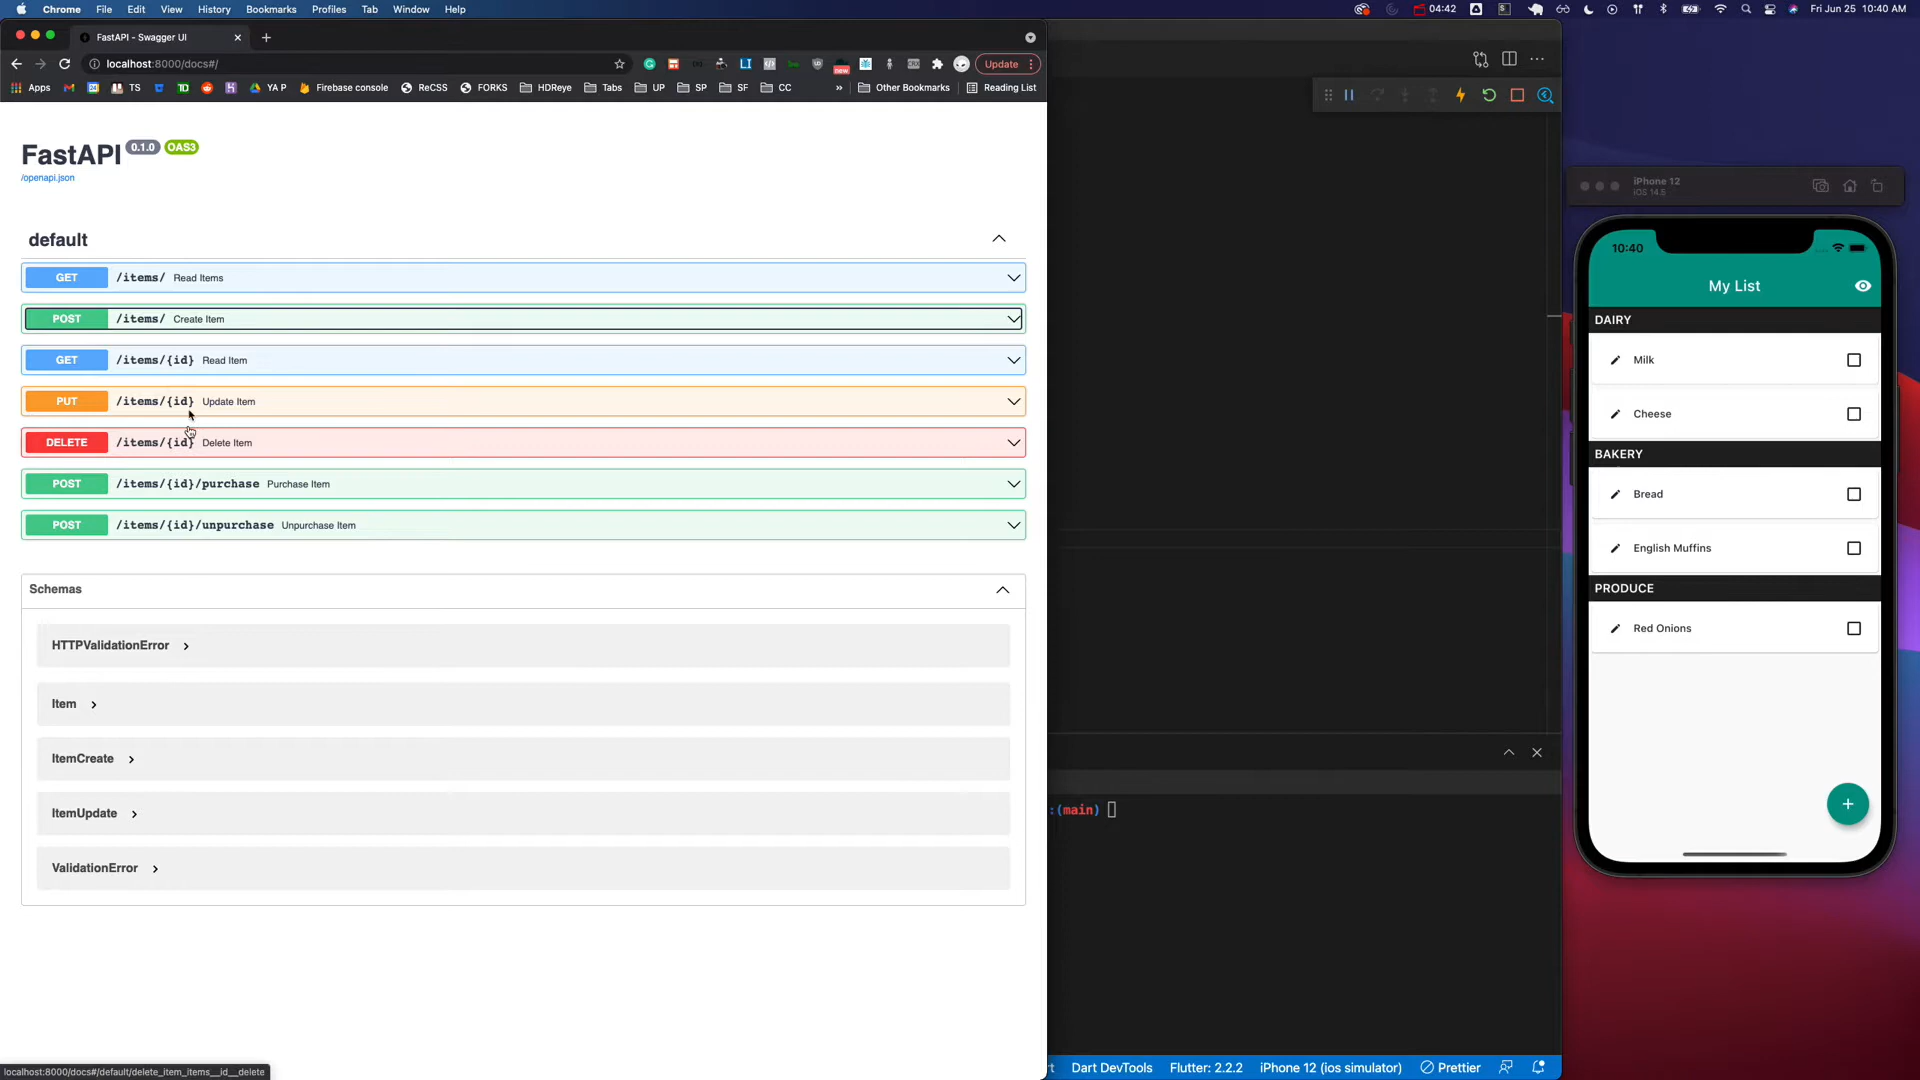 Chrome File Edit View History Bookmarks Profiles Tab Window Help
04:42
Fri Jun 25 10:40 AM
FastAPI - Swagger UI
localhost:8000/docs#/
Update
Apps
TS
YA P
Firebase console
ReCSS
FORKS
HDReye
Tabs
UP
SP
SF
CC
»
Other Bookmarks
Reading List
FastAPI 0.1.0 OAS3
/openapi.json
default
GET /items/ Read Items
POST /items/ Create Item
GET /items/{id} Read Item
PUT /items/{id} Update Item
DELETE /items/{id} Delete Item
POST /items/{id}/purchase Purchase Item
POST /items/{id}/unpurchase Unpurchase Item
Schemas
HTTPValidationError
Item
ItemCreate
ItemUpdate
ValidationError
localhost:8000/docs#/default/delete_item_items__id__delete
:(main)
Dart DevTools Flutter: 2.2.2 iPhone 12 (ios simulator) Prettier
iPhone 12
iOS 14.5
10:40
My List
DAIRY
Milk
Cheese
BAKERY
Bread
English Muffins
PRODUCE
Red Onions
+